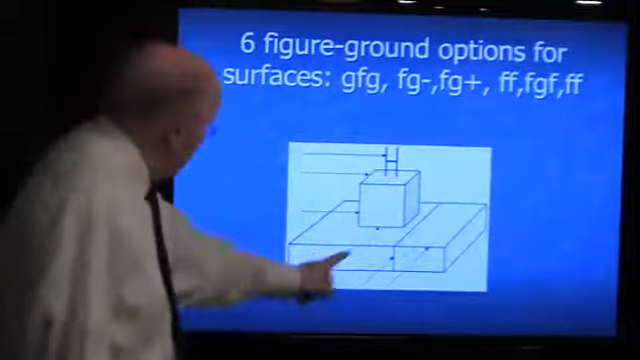 6 figure-ground options for
surfaces: gfg, fg-,fg+, ff,fgf,ff